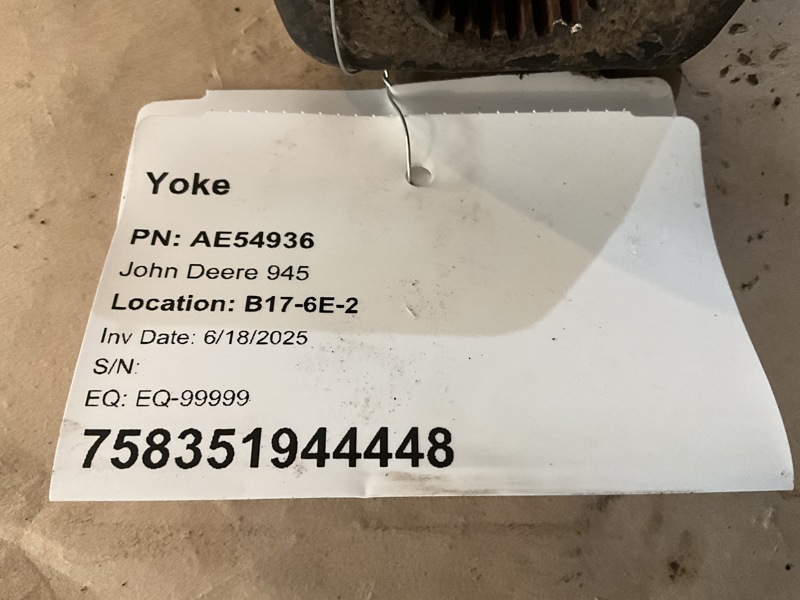 Yoke
PN: AE54936
John Deere 945
Location: B17-6E-2
Inv Date: 6/18/2025
S/N:
EQ: EQ-99999
758351944448